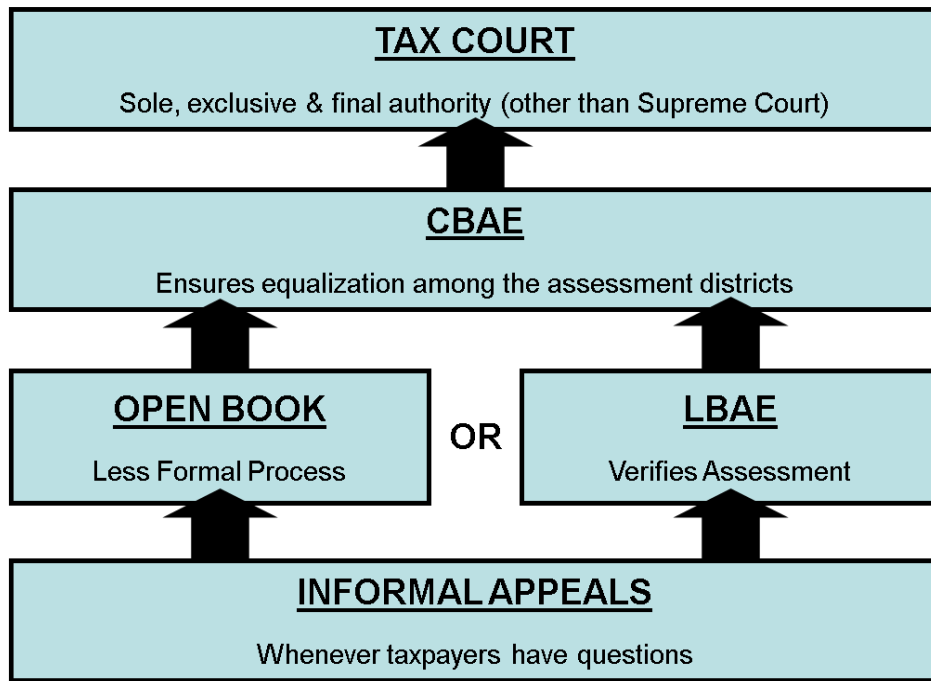 TAX COURT
Sole, exclusive & final authority (other than Supreme Court)
CBAE
Ensures equalization among the assessment districts
OPEN BOOK
Less Formal Process
OR
LBAE
Verifies Assessment
INFORMAL APPEALS
Whenever taxpayers have questions